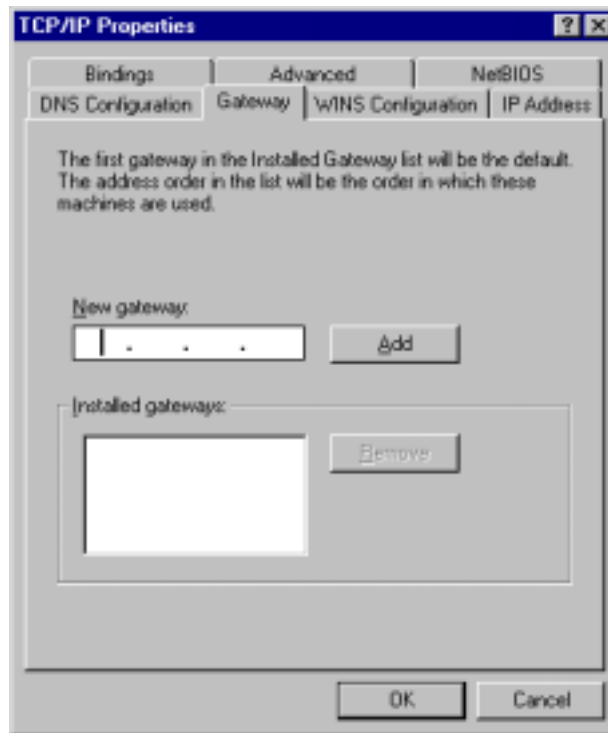 TCP/IP Properties
Bindings Advanced NetBIOS
DNS Configuration Gateway WINS Configuration IP Address
The first gateway in the Installed Gateway list will be the default.
The address order in the list will be the order in which these
machines are used.
New gateway:
. . .
Add
Installed gateways:
Remove
OK Cancel